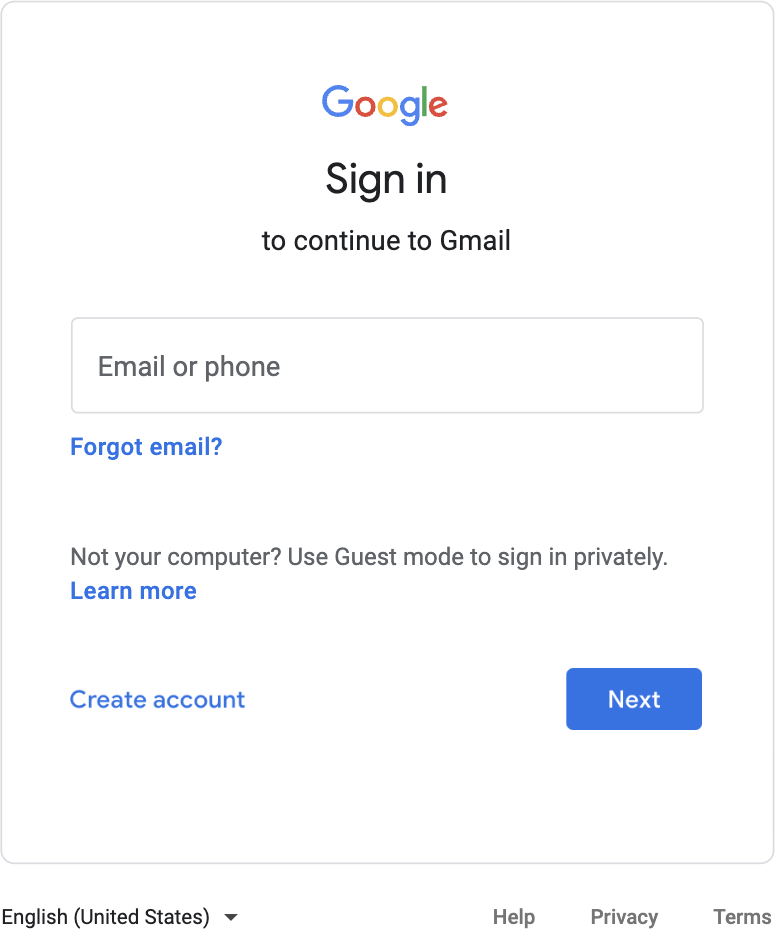 Google
Sign in
to continue to Gmail
Email or phone
Forgot email?
Not your computer? Use Guest mode to sign in privately.
Learn more
Create account
Next
English (United States)
Help
Privacy
Terms